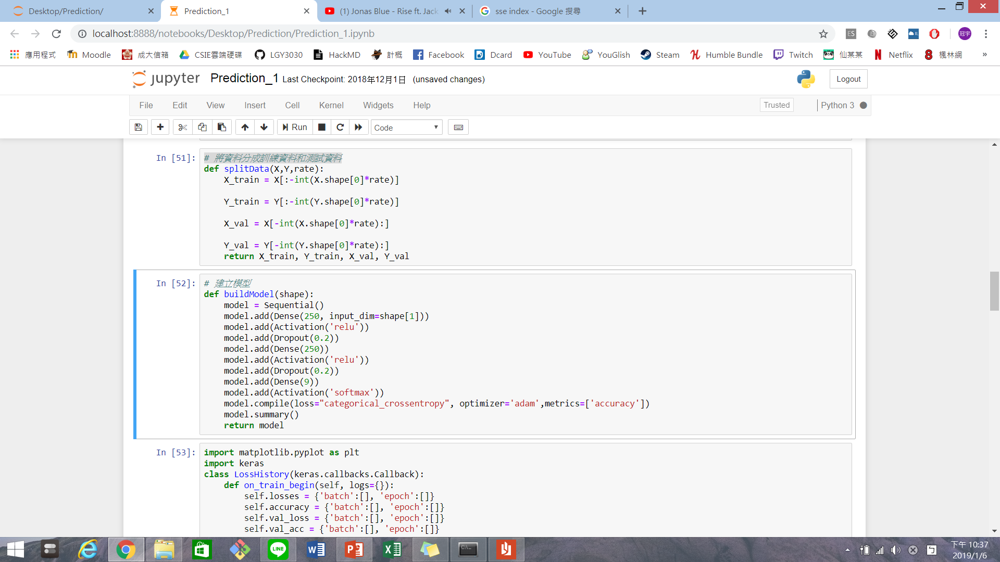 Desktop/Prediction/
Prediction_1
(1) Jonas Blue - Rise ft. Jack
sse index - Google 搜尋
localhost:8888/notebooks/Desktop/Prediction/Prediction_1.ipynb
ES
IL
冠宇
應用程式
Moodle
成大信箱
CSIE雲端硬碟
LGY3030
HackMD
計概
Facebook
Dcard
YouTube
YouGlish
Steam
Humble Bundle
Twitch
仙某某
Netflix
楓林網
»
jupyter Prediction_1 Last Checkpoint: 2018年12月1日 (unsaved changes)
Logout
File Edit View Insert Cell Kernel Widgets Help
Trusted
Python 3
Run
Code
In [51]:
# 將資料分成訓練資料和測試資料
def splitData(X,Y,rate):
    X_train = X[:-int(X.shape[0]*rate)]
    Y_train = Y[:-int(Y.shape[0]*rate)]
    X_val = X[-int(X.shape[0]*rate):]
    Y_val = Y[-int(Y.shape[0]*rate):]
    return X_train, Y_train, X_val, Y_val
In [52]:
# 建立模型
def buildModel(shape):
    model = Sequential()
    model.add(Dense(250, input_dim=shape[1]))
    model.add(Activation('relu'))
    model.add(Dropout(0.2))
    model.add(Dense(250))
    model.add(Activation('relu'))
    model.add(Dropout(0.2))
    model.add(Dense(9))
    model.add(Activation('softmax'))
    model.compile(loss="categorical_crossentropy", optimizer='adam',metrics=['accuracy'])
    model.summary()
    return model
In [53]:
import matplotlib.pyplot as plt
import keras
class LossHistory(keras.callbacks.Callback):
    def on_train_begin(self, logs={}):
        self.losses = {'batch':[], 'epoch':[]}
        self.accuracy = {'batch':[], 'epoch':[]}
        self.val_loss = {'batch':[], 'epoch':[]}
        self.val_acc = {'batch':[], 'epoch':[]}
LINE
下午 10:37
2019/1/6